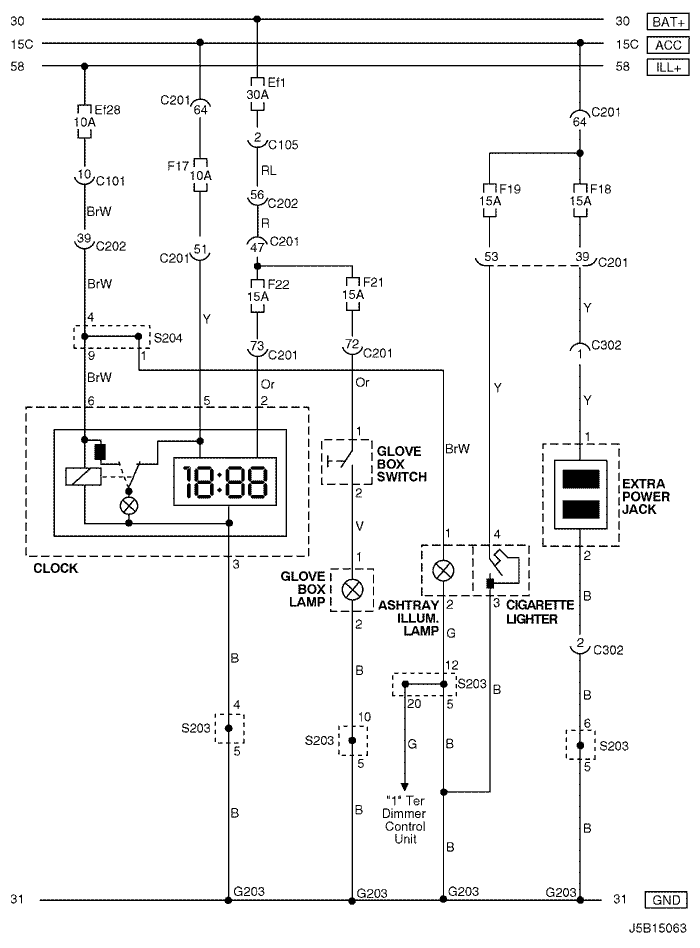 30
30
BAT+
15C
15C
ACC
58
58
ILL+
Ef28
10A
C201
64
Ef1
30A
C201
64
2
C105
F17
10A
RL
10
C101
BrW
56
C202
R
F19
15A
F18
15A
39
C202
51
C201
47
C201
53
39
C201
BrW
F22
15A
F21
15A
Y
Y
4
S204
9
1
73
C201
72
C201
C302
1
BrW
Or
Or
Y
Y
6
5
2
1
GLOVE
BOX
SWITCH
BrW
1
18:88
2
EXTRA
POWER
JACK
V
1
4
2
CLOCK
3
1
GLOVE
BOX
LAMP
2
ASHTRAY
ILLUM.
LAMP
2
3
CIGARETTE
LIGHTER
B
G
2
C302
B
B
12
S203
20
5
B
B
4
S203
5
10
S203
5
G
B
6
S203
5
"1" Ter
Dimmer
Control
Unit
B
B
B
B
31
G203
G203
G203
G203
31
GND
J5B15063